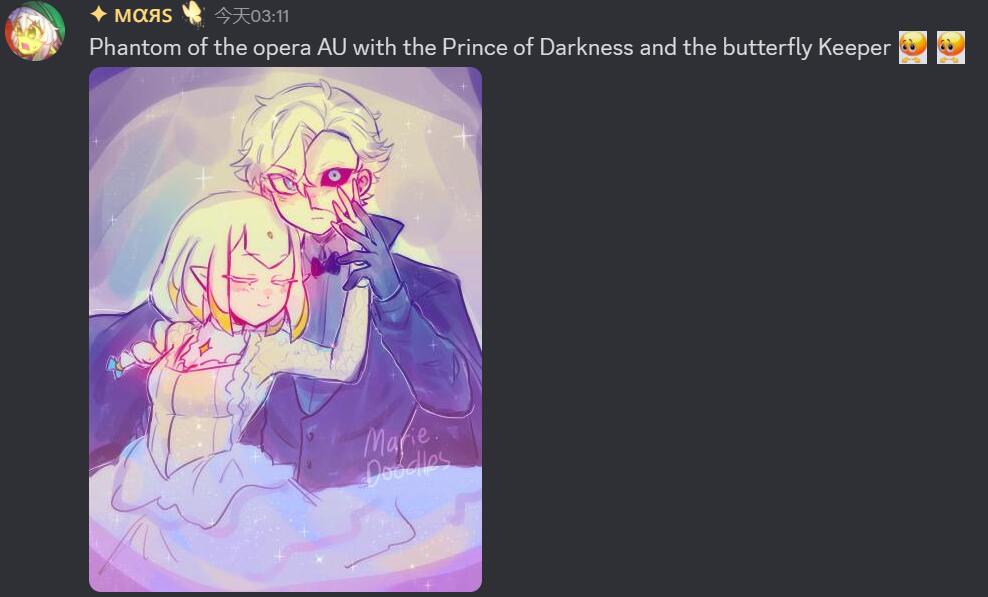 ✦ MαЯS 今天03:11
Phantom of the opera AU with the Prince of Darkness and the butterfly Keeper
Marie.
Doodles